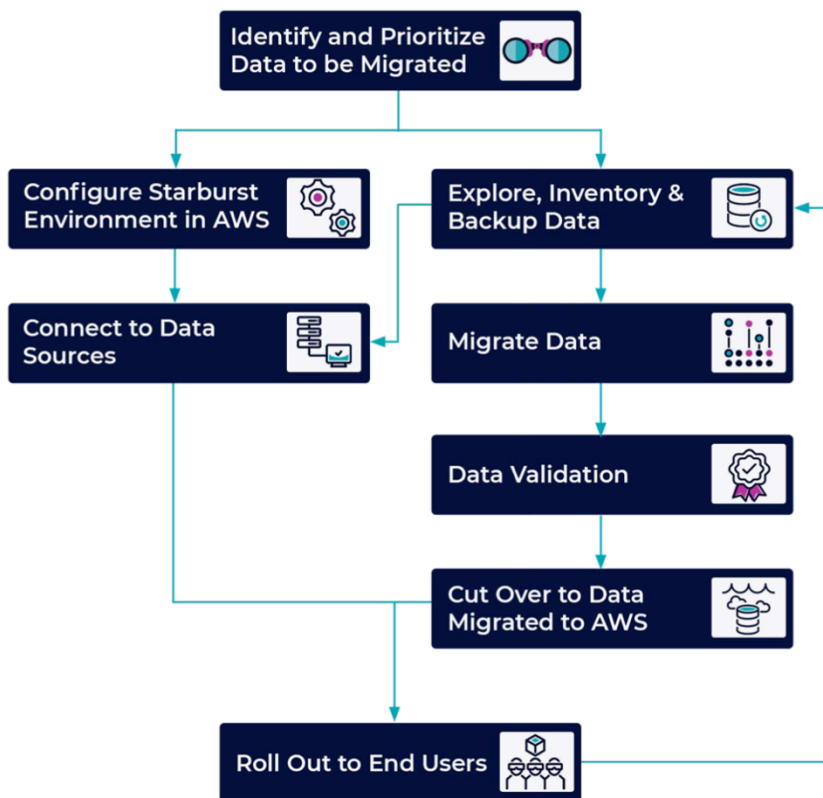 Identify and Prioritize
Data to be Migrated
Configure Starburst
Environment in AWS
Explore, Inventory &
Backup Data
Connect to Data
Sources
Migrate Data
Data Validation
Cut Over to Data
Migrated to AWS
Roll Out to End Users